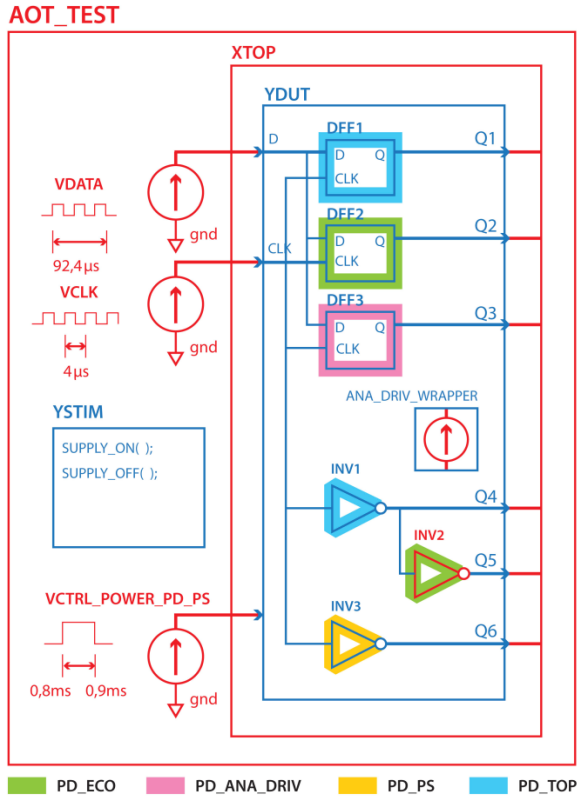 AOT_TEST
XTOP
YDUT
D
DFF1
Q1
D Q
CLK
VDATA
gnd
92,4µs
DFF2
Q2
D Q
CLK
CLK
VCLK
gnd
4µs
DFF3
Q3
D Q
CLK
ANA_DRIV_WRAPPER
YSTIM
SUPPLY_ON( );
SUPPLY_OFF( );
INV1
Q4
INV2
Q5
VCTRL_POWER_PD_PS
INV3
Q6
0,8ms 0,9ms
gnd
PD_ECO PD_ANA_DRIV PD_PS PD_TOP